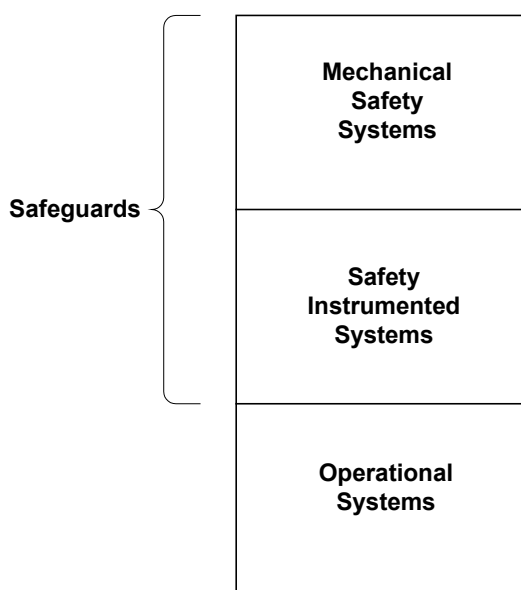 Mechanical
Safety
Systems
Safeguards
Safety
Instrumented
Systems
Operational
Systems